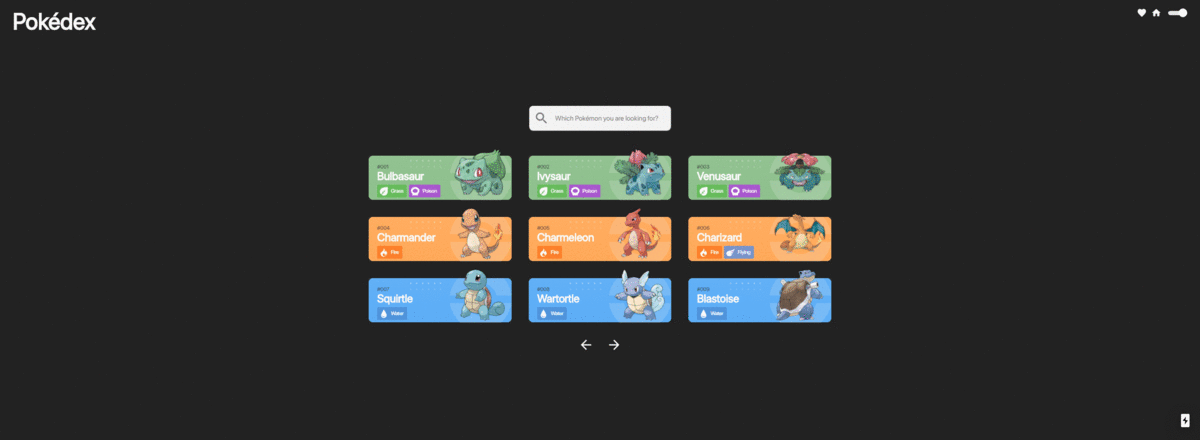 Pokédex
Which Pokémon you are looking for?
#001
Bulbasaur
Grass Poison
#002
Ivysaur
Grass Poison
#003
Venusaur
Grass Poison
#004
Charmander
Fire
#005
Charmeleon
Fire
#006
Charizard
Fire Flying
#007
Squirtle
Water
#008
Wartortle
Water
#009
Blastoise
Water